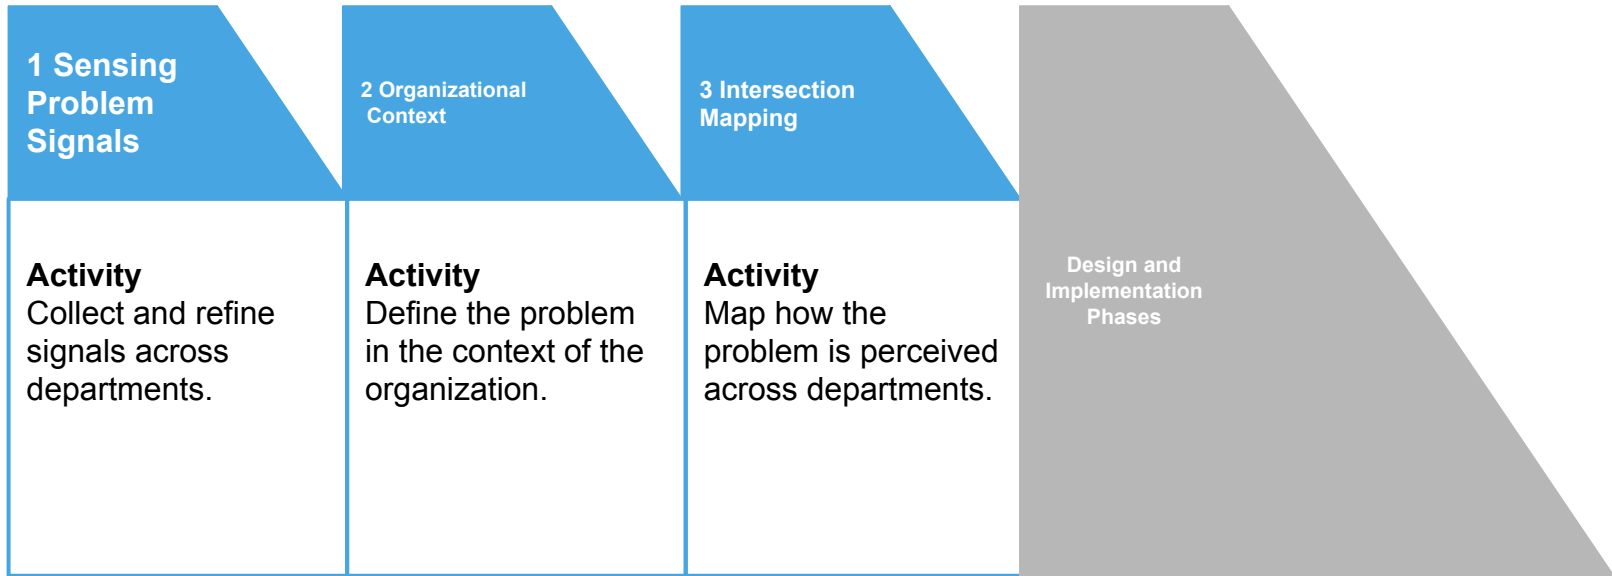 1 Sensing
Problem
Signals
2 Organizational
Context
3 Intersection
Mapping
Activity
Collect and refine
signals across
departments.
Activity
Define the problem
in the context of the
organization.
Activity
Map how the
problem is perceived
across departments.
Design and
Implementation
Phases